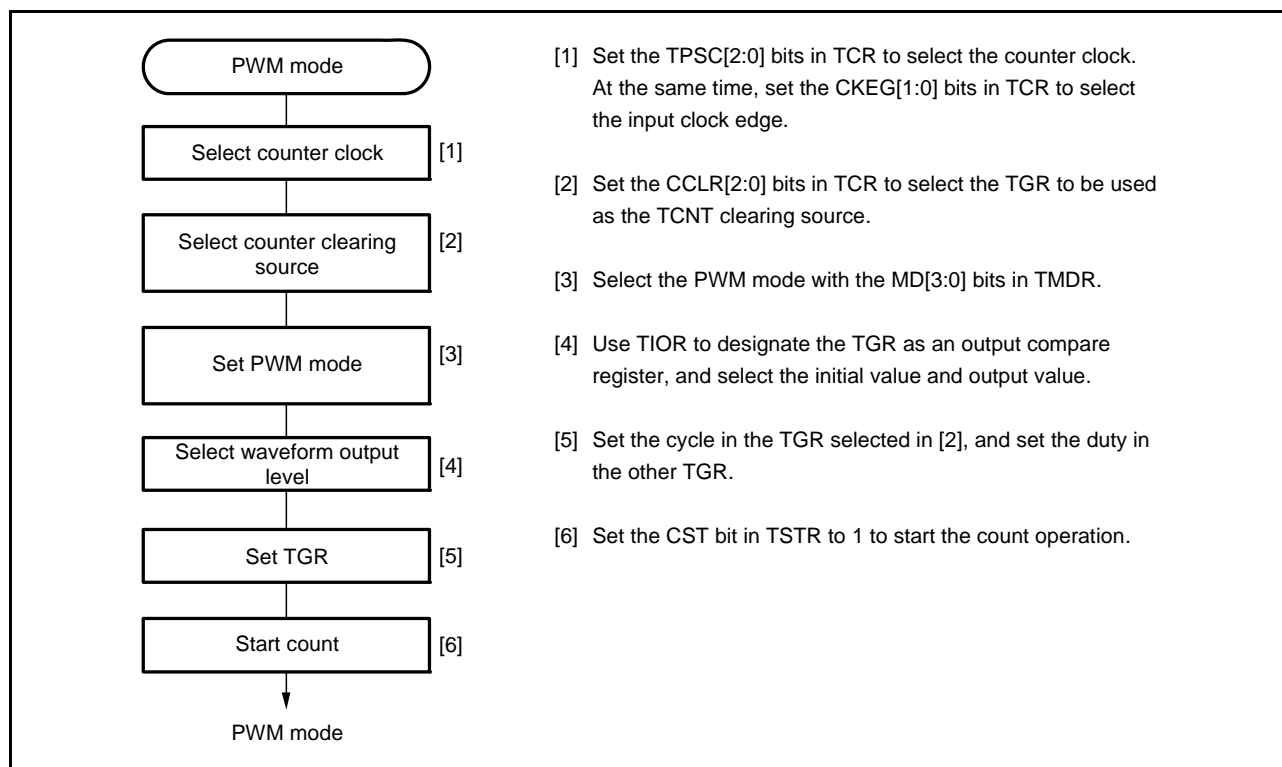 PWM mode
Select counter clock
[1]
Select counter clearing
source
[2]
Set PWM mode
[3]
Select waveform output
level
[4]
Set TGR
[5]
Start count
[6]
PWM mode
[1] Set the TPSC[2:0] bits in TCR to select the counter clock.
At the same time, set the CKEG[1:0] bits in TCR to select
the input clock edge.
[2] Set the CCLR[2:0] bits in TCR to select the TGR to be used
as the TCNT clearing source.
[3] Select the PWM mode with the MD[3:0] bits in TMDR.
[4] Use TIOR to designate the TGR as an output compare
register, and select the initial value and output value.
[5] Set the cycle in the TGR selected in [2], and set the duty in
the other TGR.
[6] Set the CST bit in TSTR to 1 to start the count operation.